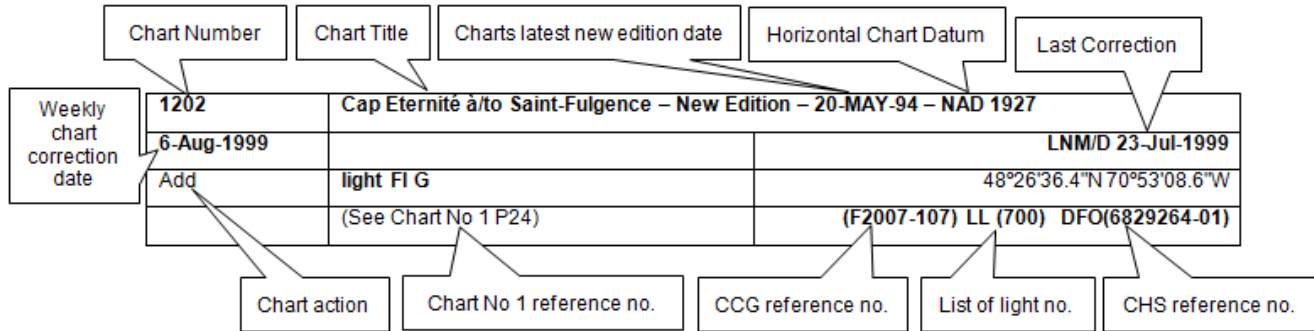 Chart Number
Chart Title
Charts latest new edition date
Horizontal Chart Datum
Last Correction
Weekly
chart
correction
date
1202 Cap Eternité à/to Saint-Fulgence – New Edition – 20-MAY-94 – NAD 1927
6-Aug-1999 LNM/D 23-Jul-1999
Add light Fl G 48º26'36.4"N 70º53'08.6"W
(See Chart No 1 P24) (F2007-107) LL (700) DFO(6829264-01)
Chart action
Chart No 1 reference no.
CCG reference no.
List of light no.
CHS reference no.